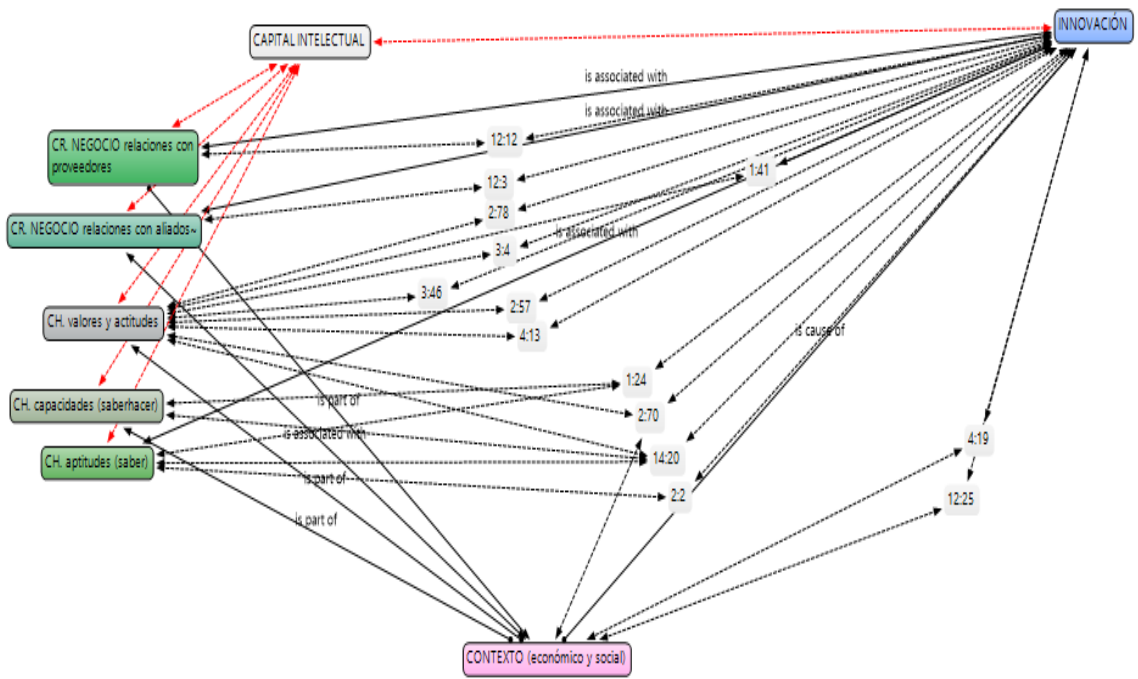 INNOVACIÓN
CAPITAL INTELECTUAL
is associated with
is associated with
CR. NEGOCIO relaciones con
proveedores
12:12
1:41
12:3
2:78
CR. NEGOCIO relaciones con aliados~
is associated with
3:4
3:46
2:57
CH. valores y actitudes
4:13
is cause of
1:24
CH. capacidades (saberhacer)
is part of
2:70
is associated with
4:19
CH. aptitudes (saber)
14:20
is part of
2:2
12:25
is part of
CONTEXTO (económico y social)